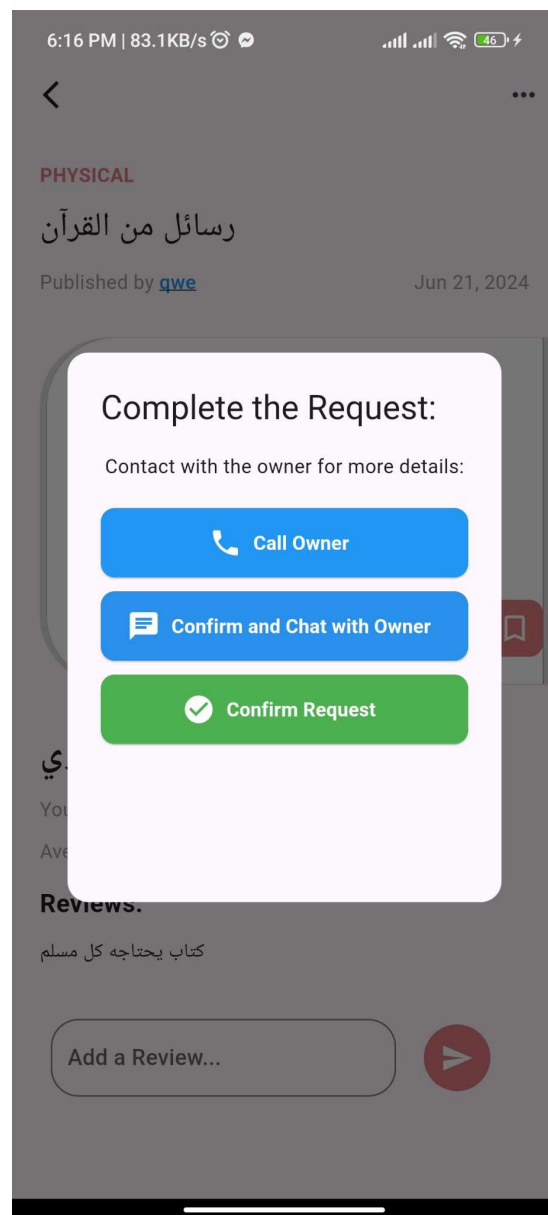 6:16 PM | 83.1KB/s 46
PHYSICAL
رسائل من القرآن
Published by qwe Jun 21, 2024
Complete the Request:
Contact with the owner for more details:
Call Owner
Confirm and Chat with Owner
Confirm Request
Reviews:
كتاب يحتاجه كل مسلم
Add a Review...